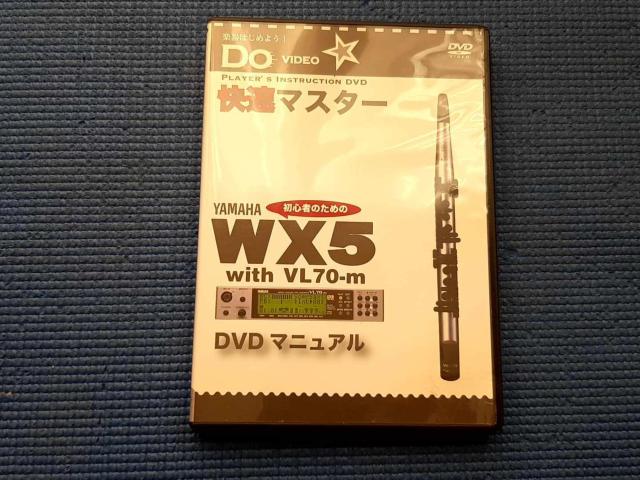 楽器はじめよう！
Do VIDEO
DVD
VIDEO
PLAYER'S INSTRUCTION DVD
快速マスター
初心者のための
YAMAHA
WX5
with VL70-m
DVD マニュアル